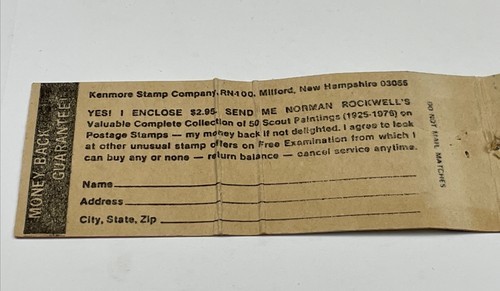 Kenmore Stamp Company, RN-100, Milford, New Hampshire 03055
YES! I ENCLOSE $2.95. SEND ME NORMAN ROCKWELL'S
Valuable Complete Collection of 50 Scout Paintings (1925-1976) on
Postage Stamps — my money back if not delighted. I agree to look
at other unusual stamp offers on Free Examination from which I
can buy any or none — return balance — cancel service anytime.
Name
Address
City, State, Zip
MONEY BACK
GUARANTEE!
DO NOT MAIL MATCHES